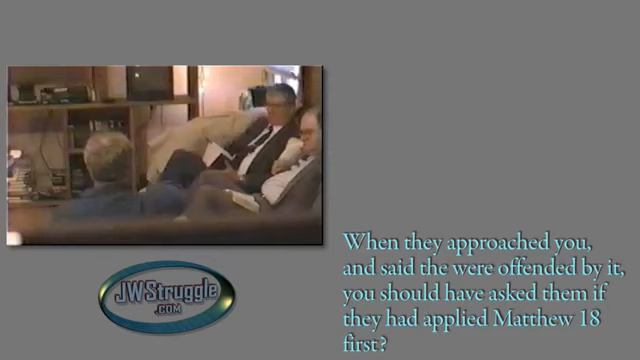 When they approached you,
and said the were offended by it,
you should have asked them if
they had applied Matthew 18
first?
JWStruggle
.COM